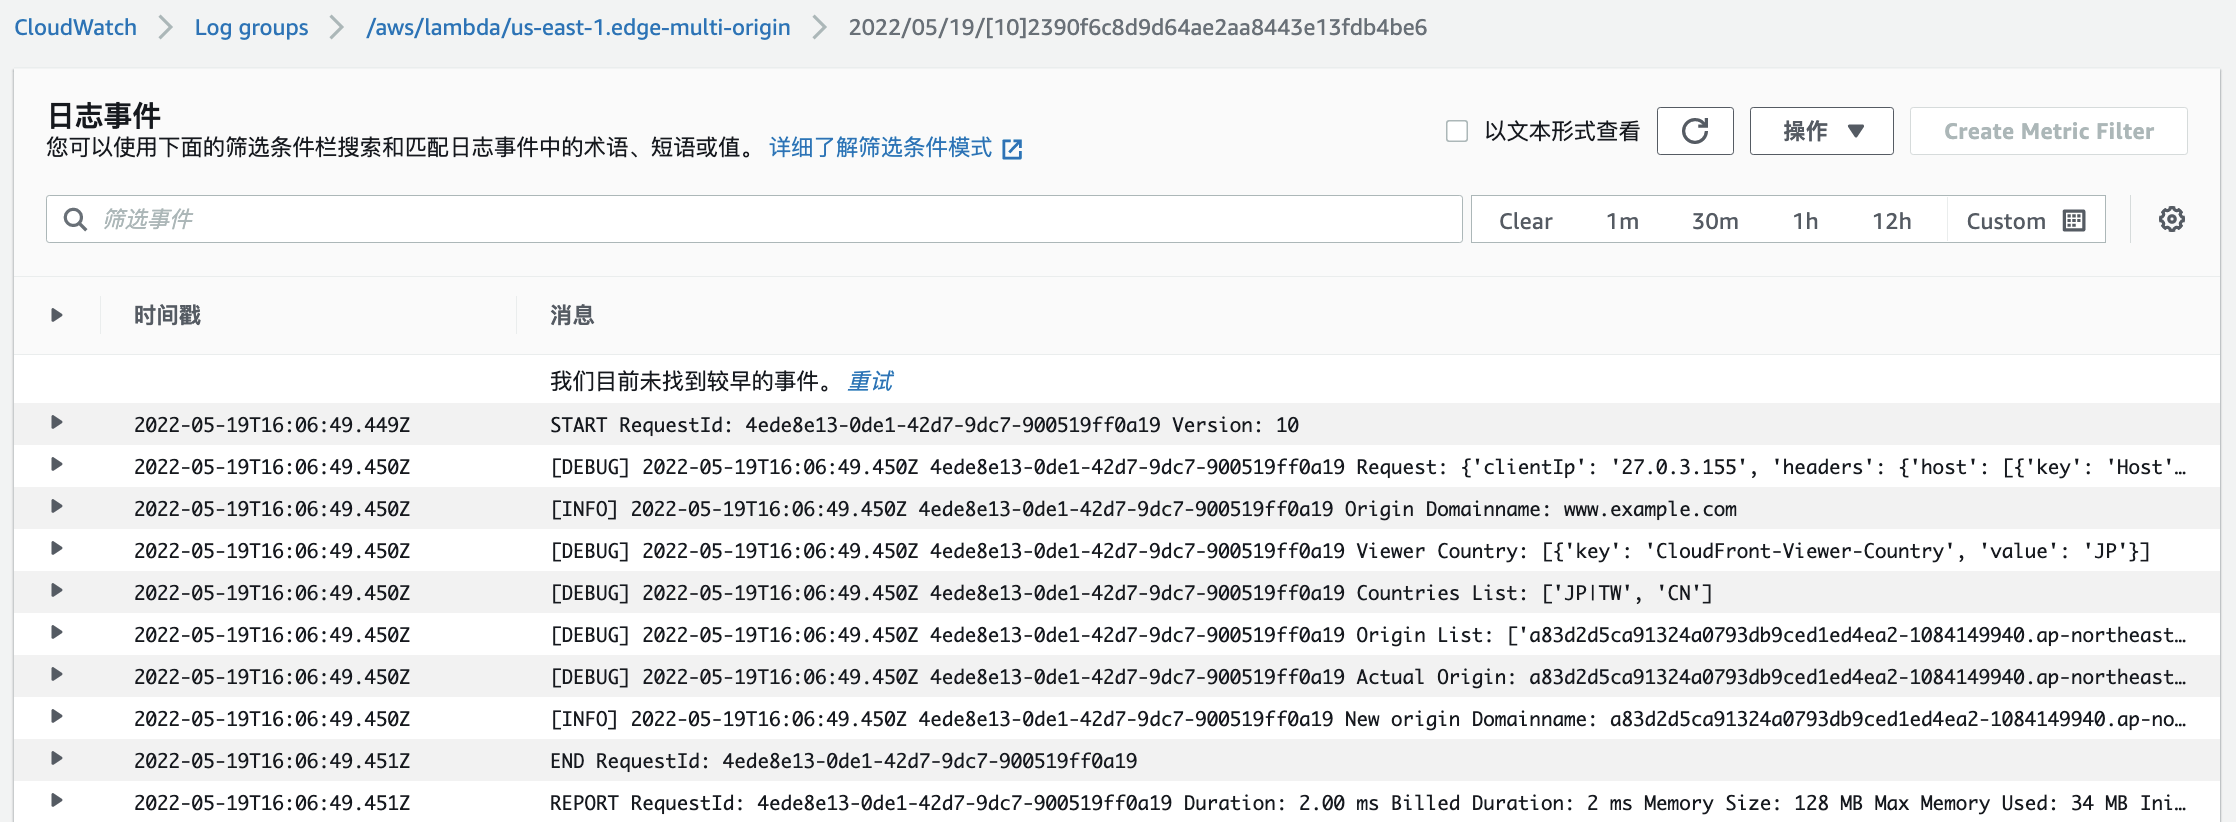 CloudWatch > Log groups > /aws/lambda/us-east-1.edge-multi-origin > 2022/05/19/[10]2390f6c8d9d64ae2aa8443e13fdb4be6
日志事件
您可以使用下面的筛选条件栏搜索和匹配日志事件中的术语、短语或值。 详细了解筛选条件模式
以文本形式查看 操作 Create Metric Filter
筛选事件 Clear 1m 30m 1h 12h Custom
时间戳 消息
我们目前未找到较早的事件。 重试
2022-05-19T16:06:49.449Z START RequestId: 4ede8e13-0de1-42d7-9dc7-900519ff0a19 Version: 10
2022-05-19T16:06:49.450Z [DEBUG] 2022-05-19T16:06:49.450Z 4ede8e13-0de1-42d7-9dc7-900519ff0a19 Request: {'clientIp': '27.0.3.155', 'headers': {'host': [{'key': 'Host'…
2022-05-19T16:06:49.450Z [INFO] 2022-05-19T16:06:49.450Z 4ede8e13-0de1-42d7-9dc7-900519ff0a19 Origin Domainname: www.example.com
2022-05-19T16:06:49.450Z [DEBUG] 2022-05-19T16:06:49.450Z 4ede8e13-0de1-42d7-9dc7-900519ff0a19 Viewer Country: [{'key': 'CloudFront-Viewer-Country', 'value': 'JP'}]
2022-05-19T16:06:49.450Z [DEBUG] 2022-05-19T16:06:49.450Z 4ede8e13-0de1-42d7-9dc7-900519ff0a19 Countries List: ['JP|TW', 'CN']
2022-05-19T16:06:49.450Z [DEBUG] 2022-05-19T16:06:49.450Z 4ede8e13-0de1-42d7-9dc7-900519ff0a19 Origin List: ['a83d2d5ca91324a0793db9ced1ed4ea2-1084149940.ap-northeast…
2022-05-19T16:06:49.450Z [DEBUG] 2022-05-19T16:06:49.450Z 4ede8e13-0de1-42d7-9dc7-900519ff0a19 Actual Origin: a83d2d5ca91324a0793db9ced1ed4ea2-1084149940.ap-northeast…
2022-05-19T16:06:49.450Z [INFO] 2022-05-19T16:06:49.450Z 4ede8e13-0de1-42d7-9dc7-900519ff0a19 New origin Domainname: a83d2d5ca91324a0793db9ced1ed4ea2-1084149940.ap-no…
2022-05-19T16:06:49.451Z END RequestId: 4ede8e13-0de1-42d7-9dc7-900519ff0a19
2022-05-19T16:06:49.451Z REPORT RequestId: 4ede8e13-0de1-42d7-9dc7-900519ff0a19 Duration: 2.00 ms Billed Duration: 2 ms Memory Size: 128 MB Max Memory Used: 34 MB Ini…